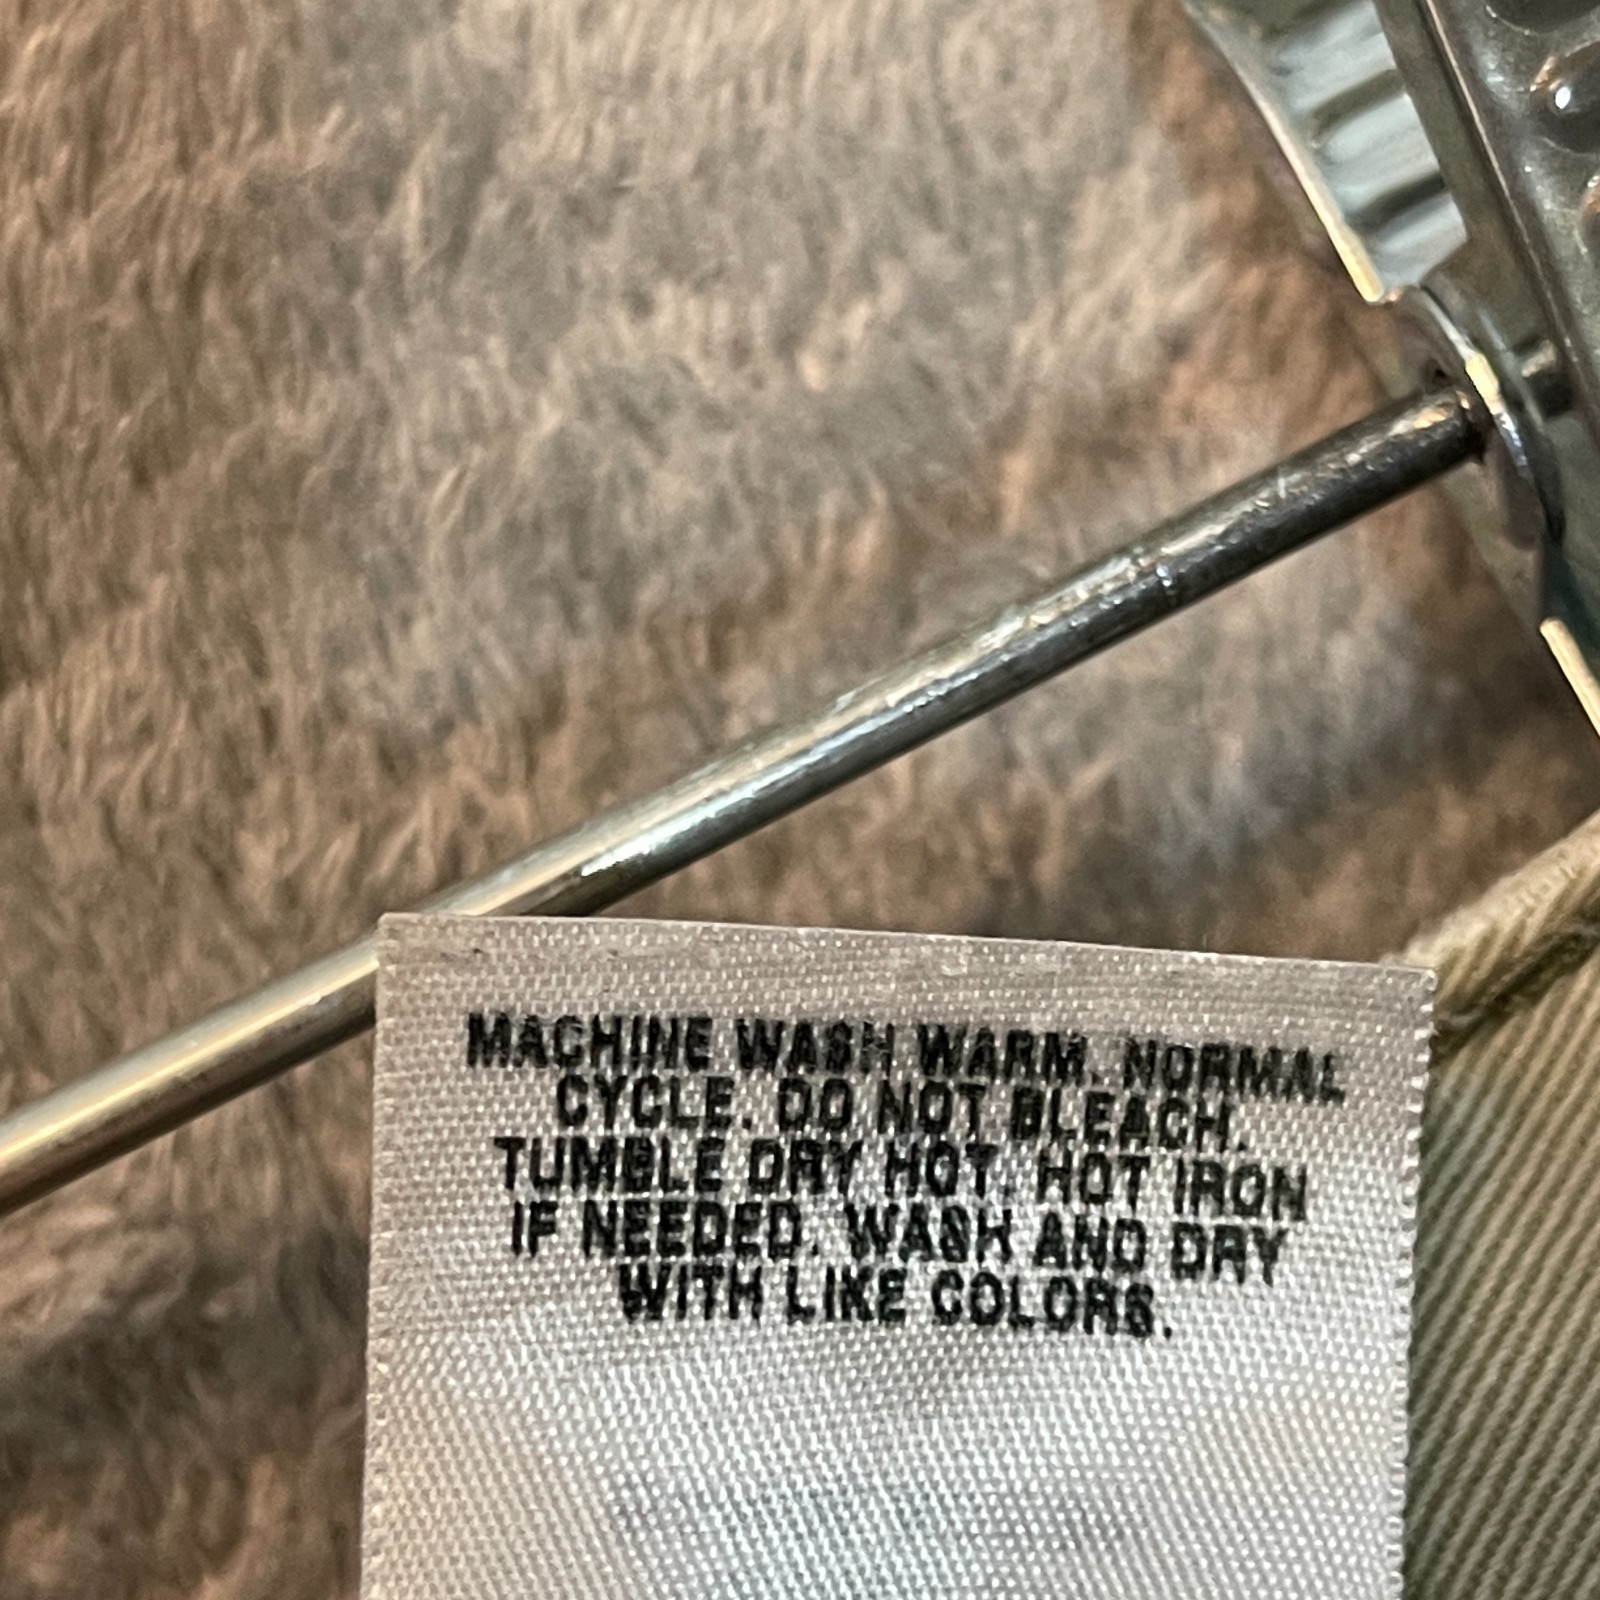 MACHINE WASH WARM. NORMAL
CYCLE. DO NOT BLEACH.
TUMBLE DRY HOT. HOT IRON
IF NEEDED. WASH AND DRY
WITH LIKE COLORS.